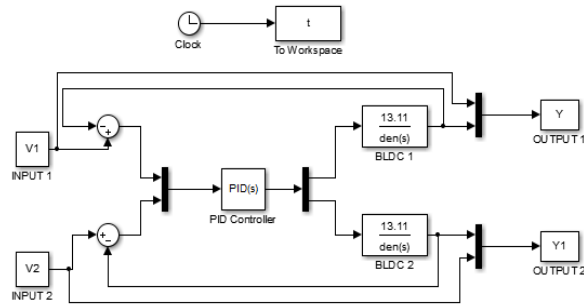 t
Clock
To Workspace
V1
INPUT 1
13.11
den(s)
BLDC 1
Y
OUTPUT 1
PID(s)
PID Controller
V2
INPUT 2
13.11
den(s)
BLDC 2
Y1
OUTPUT 2